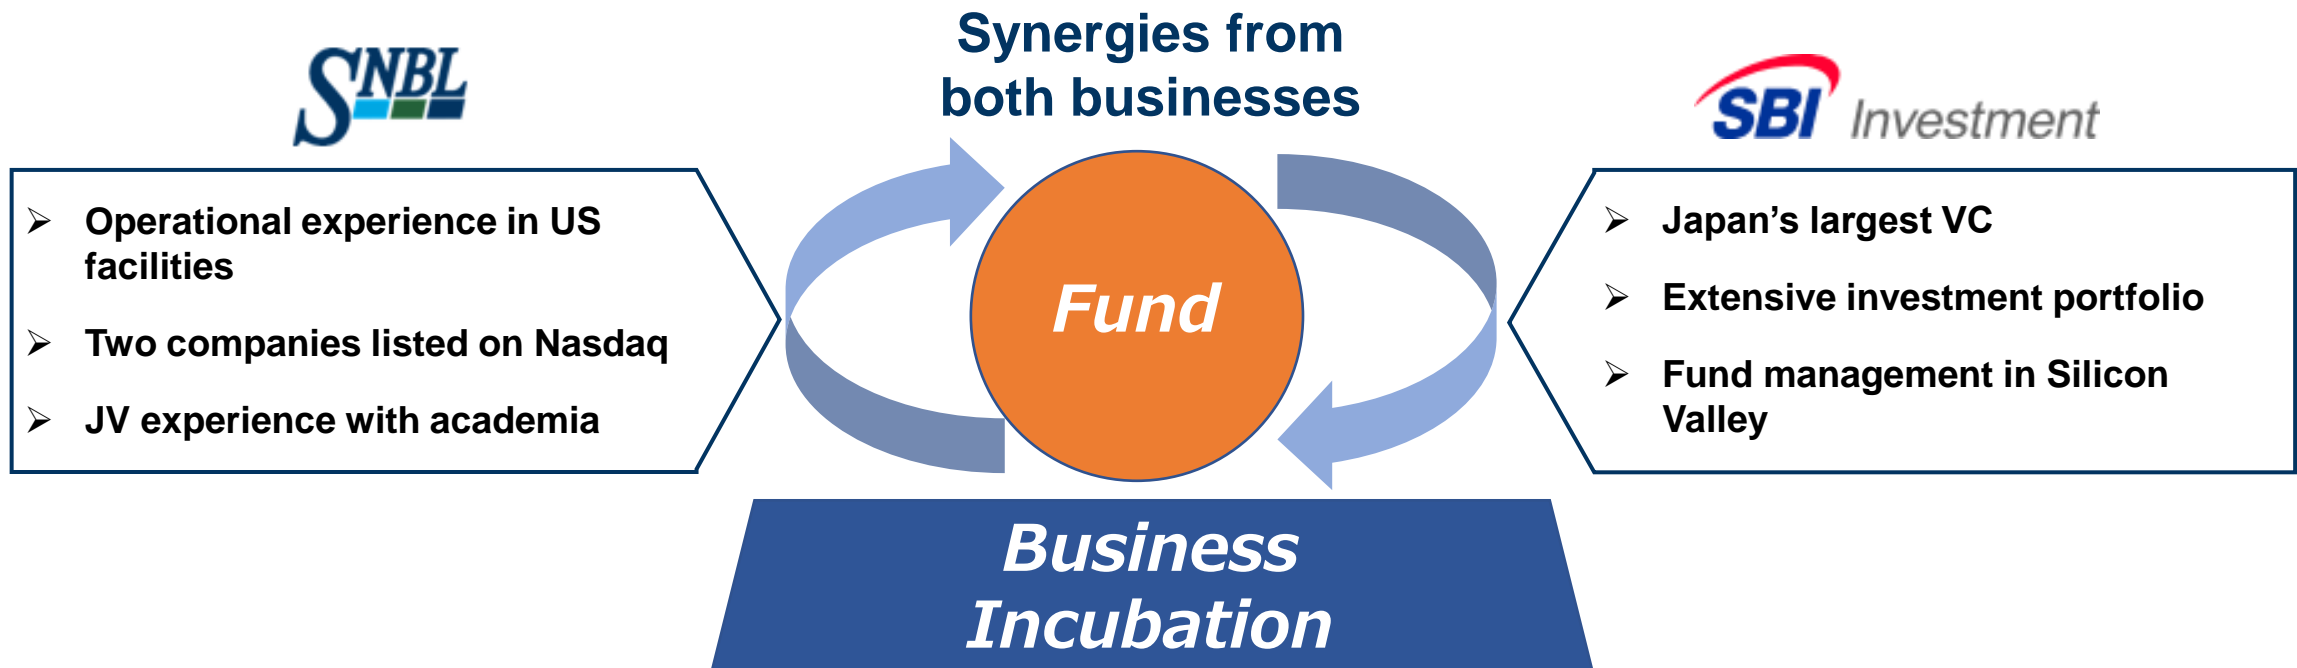 Synergies from
both businesses
SNBL
➢ Operational experience in US
facilities
➢ Two companies listed on Nasdaq
➢ JV experience with academia
Fund
SBI Investment
➢ Japan’s largest VC
➢ Extensive investment portfolio
➢ Fund management in Silicon
Valley
Business
Incubation